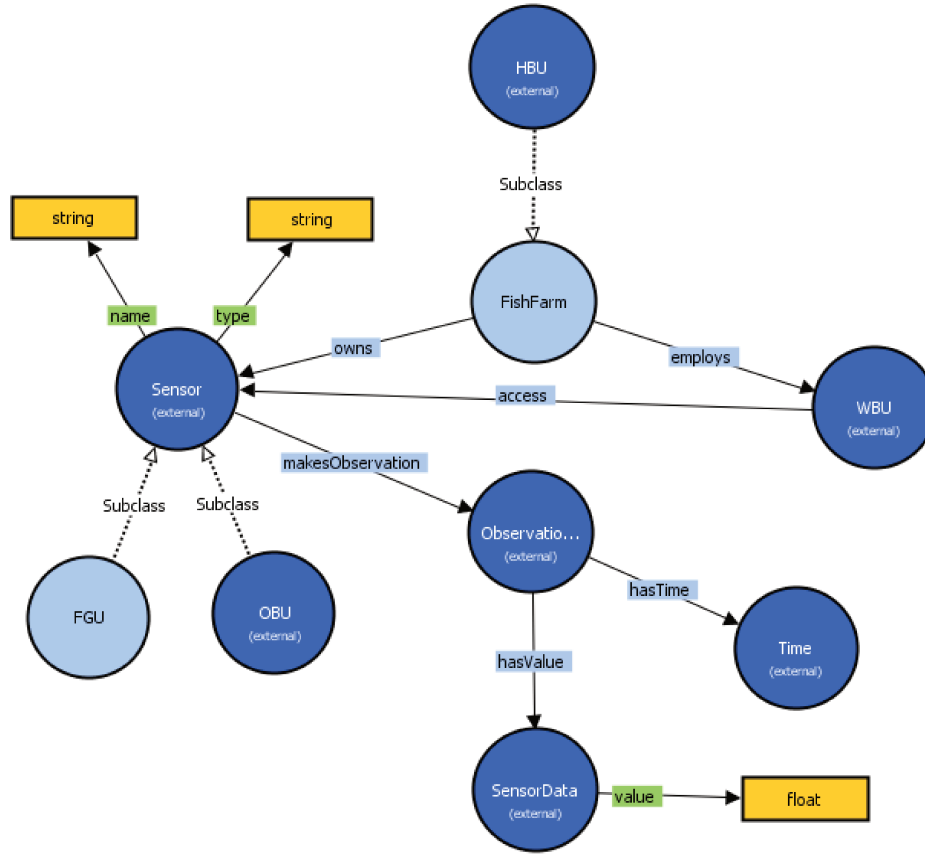 HBU
(external)
Subclass
string
string
FishFarm
name
type
owns
employs
Sensor
(external)
access
WBU
(external)
makesObservation
Subclass
Subclass
Observatio...
(external)
hasTime
FGU
OBU
(external)
Time
(external)
hasValue
SensorData
(external)
value
float